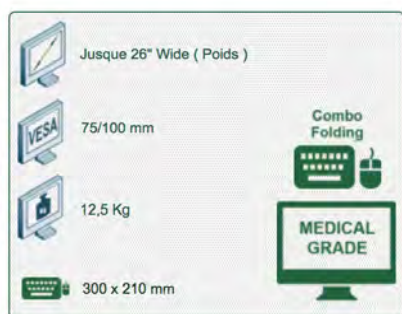 Jusque 26" Wide ( Poids )
VESA
75/100 mm
12,5 Kg
300 x 210 mm
Combo
Folding
MEDICAL
GRADE